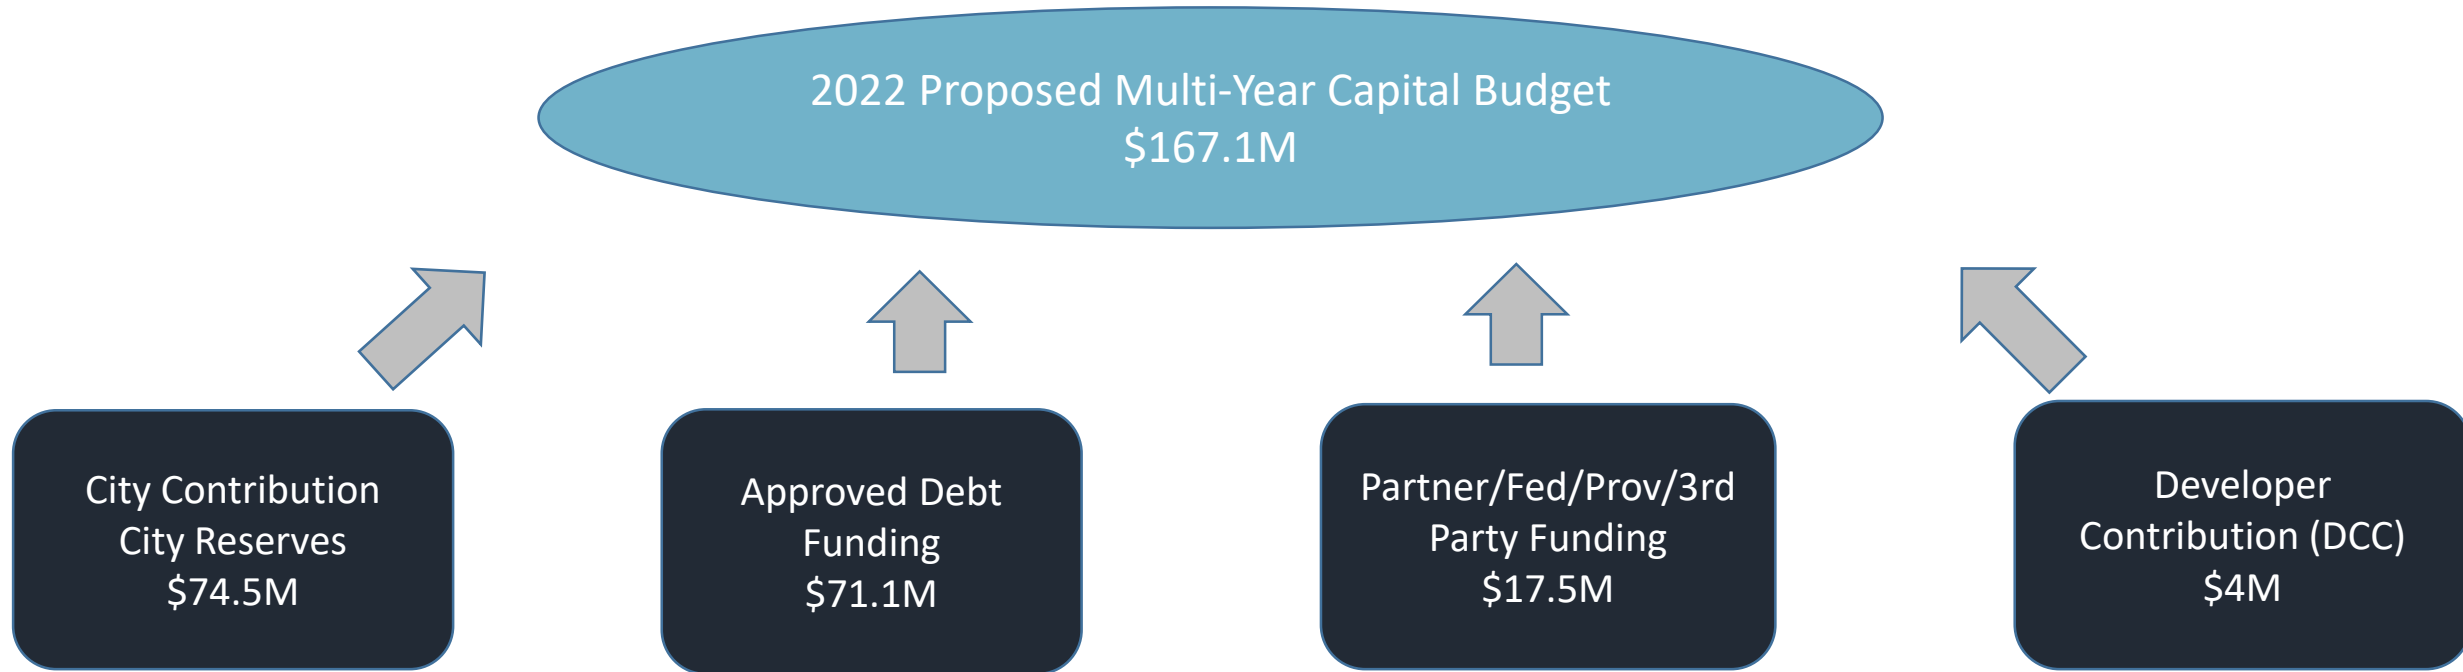 2022 Proposed Multi-Year Capital Budget
$167.1M
City Contribution
City Reserves
$74.5M
Approved Debt
Funding
$71.1M
Partner/Fed/Prov/3rd
Party Funding
$17.5M
Developer
Contribution (DCC)
$4M